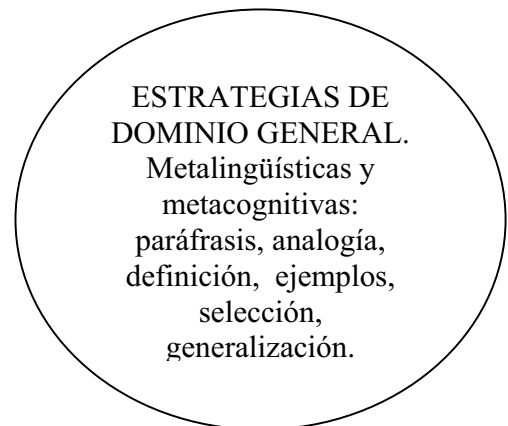 ESTRATEGIAS DE
DOMINIO GENERAL.
Metalingüísticas y
metacognitivas:
paráfrasis, analogía,
definición, ejemplos,
selección,
generalización.